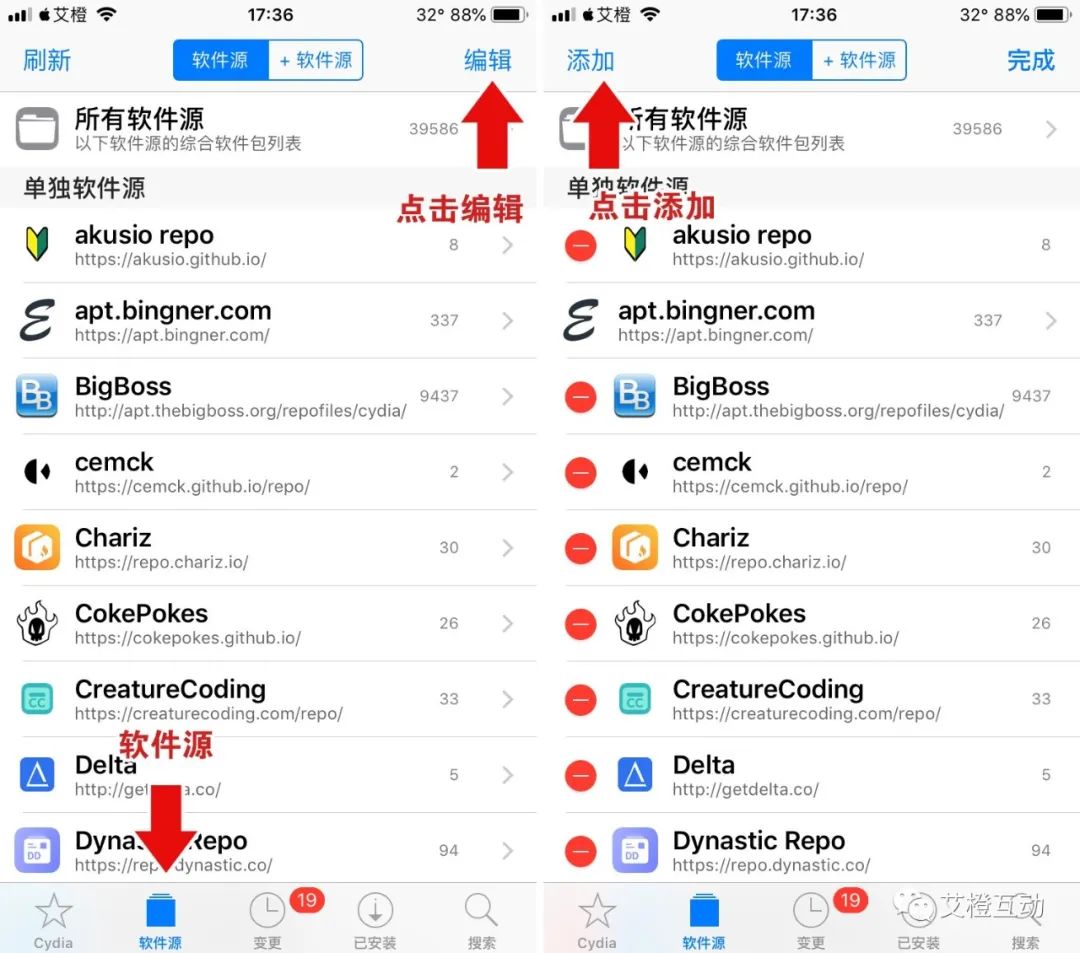 艾橙
17:36
32° 88%
刷新
软件源
+ 软件源
编辑
所有软件源
39586
以下软件源的综合软件包列表
单独软件源
点击编辑
akusio repo
8
https://akusio.github.io/
apt.bingner.com
337
https://apt.bingner.com/
BigBoss
9437
http://apt.thebigboss.org/repofiles/cydia/
cemck
2
https://cemck.github.io/repo/
Chariz
30
https://repo.chariz.io/
CokePokes
26
https://cokepokes.github.io/
CreatureCoding
33
https://creaturecoding.com/repo/
软件源
Delta
5
http://get a.co/
Dynas Repo
94
https://rep dynastic.co/
Cydia
软件源
变更
19
已安装
搜索
艾橙
17:36
32° 88%
添加
软件源
+ 软件源
完成
所有软件源
39586
以下软件源的综合软件包列表
单独软件源
点击添加
akusio repo
8
https://akusio.github.io/
apt.bingner.com
337
https://apt.bingner.com/
BigBoss
9437
http://apt.thebigboss.org/repofiles/cydia/
cemck
2
https://cemck.github.io/repo/
Chariz
30
https://repo.chariz.io/
CokePokes
26
https://cokepokes.github.io/
CreatureCoding
33
https://creaturecoding.com/repo/
Delta
5
http://getdelta.co/
Dynastic Repo
94
https://repo.dynastic.co/
Cydia
软件源
变更
19
已安装
搜索
艾橙互动